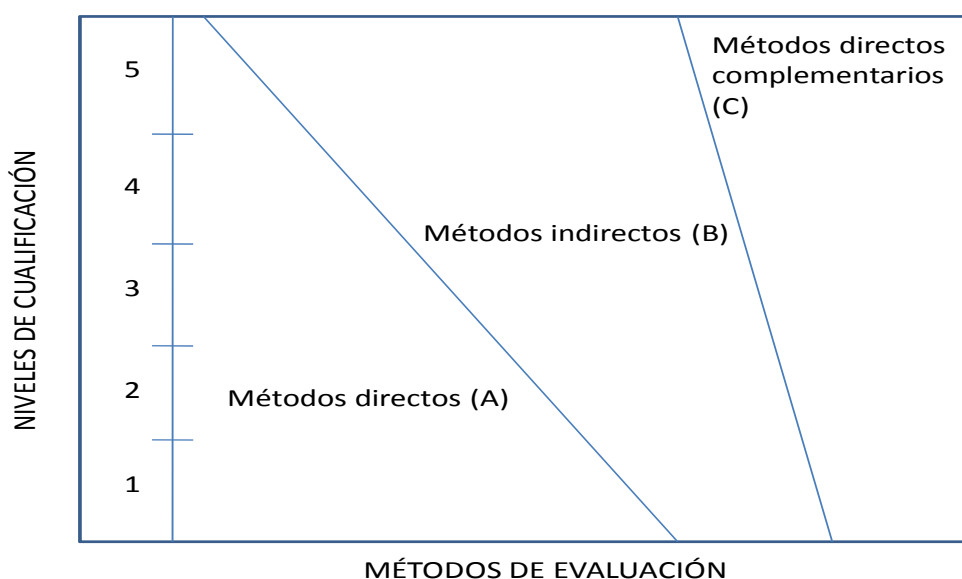 NIVELES DE CUALIFICACIÓN
5
4
3
2
1
Métodos directos
complementarios
(C)
Métodos indirectos (B)
Métodos directos (A)
MÉTODOS DE EVALUACIÓN